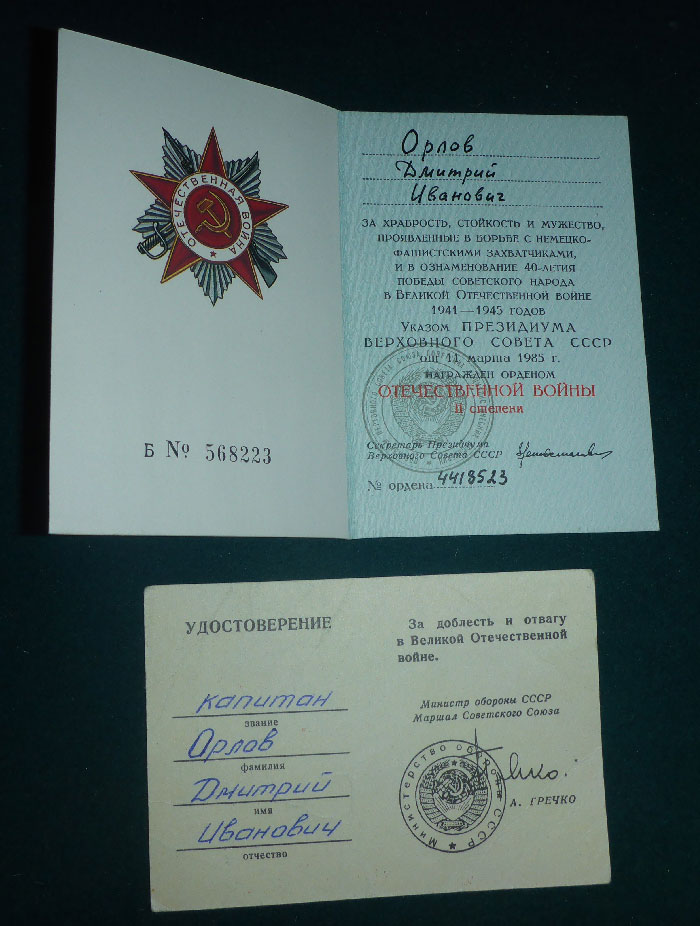 ОТЕЧЕСТВЕННАЯ ВОЙНА
Б № 568223
Орлов
Дмитрий
Иванович
ЗА ХРАБРОСТЬ, СТОЙКОСТЬ И МУЖЕСТВО,
ПРОЯВЛЕННЫЕ В БОРЬБЕ С НЕМЕЦКО-
ФАШИСТСКИМИ ЗАХВАТЧИКАМИ,
И В ОЗНАМЕНОВАНИЕ 40-ЛЕТИЯ
ПОБЕДЫ СОВЕТСКОГО НАРОДА
В ВЕЛИКОЙ ОТЕЧЕСТВЕННОЙ ВОЙНЕ
1941—1945 ГОДОВ
УКАЗОМ ПРЕЗИДИУМА
ВЕРХОВНОГО СОВЕТА СССР
от 11 марта 1985 г.
НАГРАЖДЕН ОРДЕНОМ
ОТЕЧЕСТВЕННОЙ ВОЙНЫ
II степени
Секретарь Президиума
Верховного Совета СССР
№ ордена 4418523
УДОСТОВЕРЕНИЕ
капитан
звание
Орлов
фамилия
Дмитрий
имя
Иванович
отчество
За доблесть и отвагу
в Великой Отечественной
войне.
Министр обороны СССР
Маршал Советского Союза
Министерство обороны СССР
А. ГРЕЧКО